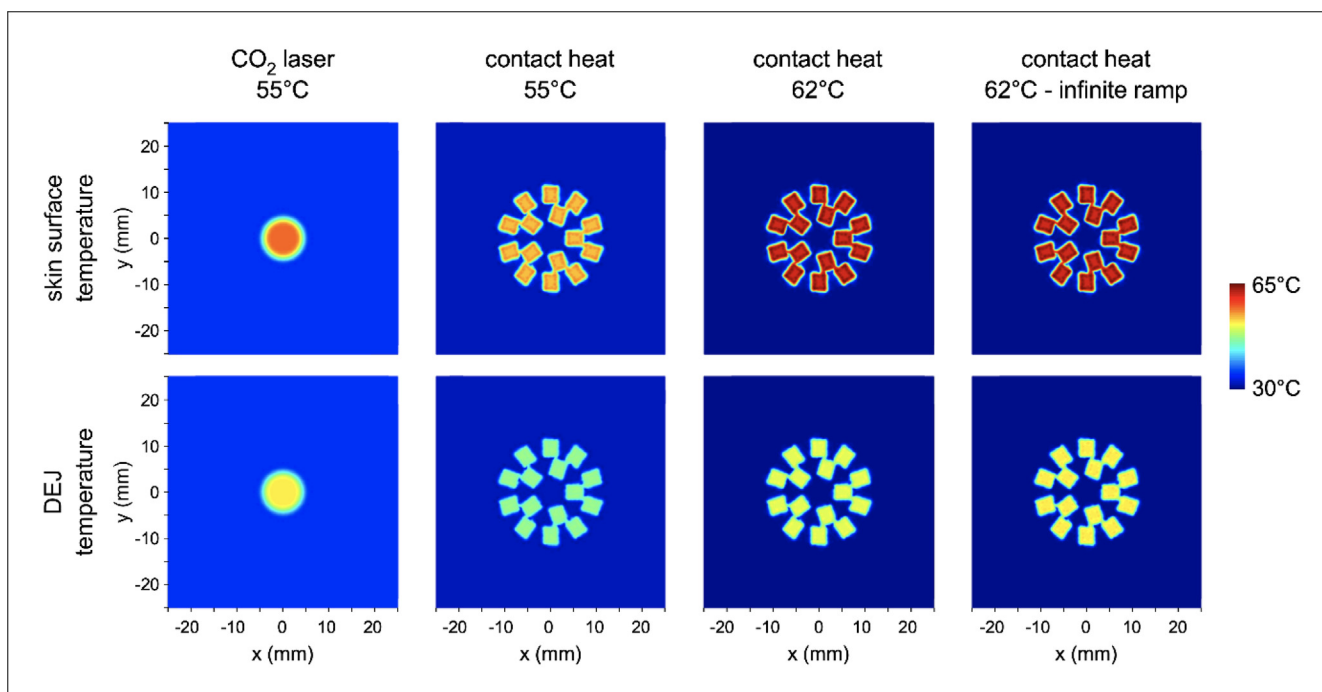 CO2 laser
55°C
contact heat
55°C
contact heat
62°C
contact heat
62°C - infinite ramp
skin surface
temperature
y (mm)
20
10
0
-10
-20
65°C
30°C
DEJ
temperature
y (mm)
20
10
0
-10
-20
-20 -10 0 10 20
-20 -10 0 10 20
-20 -10 0 10 20
-20 -10 0 10 20
x (mm)
x (mm)
x (mm)
x (mm)